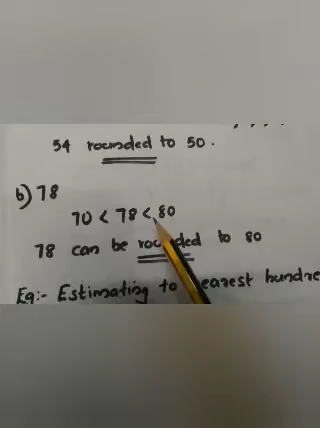 54 rounded to 50.
b) 78
70 < 78 < 80
78 can be rounded to 80
Eg:- Estimating to nearest hundre